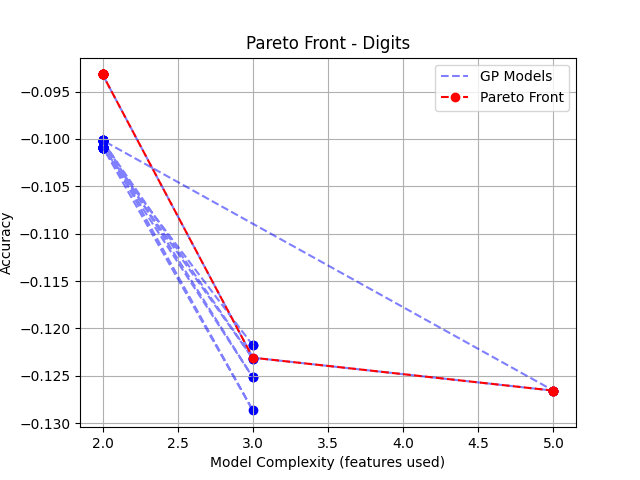 Pareto Front - Digits
GP Models
Pareto Front
Accuracy
−0.095
−0.100
−0.105
−0.110
−0.115
−0.120
−0.125
−0.130
2.0 2.5 3.0 3.5 4.0 4.5 5.0
Model Complexity (features used)